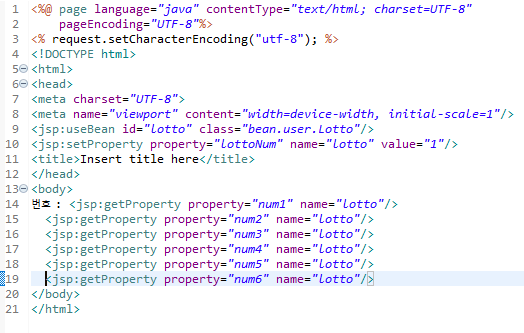 1 <%@ page language="java" contentType="text/html; charset=UTF-8"
2     pageEncoding="UTF-8"%>
3 <% request.setCharacterEncoding("utf-8"); %>
4 <!DOCTYPE html>
5 <html>
6 <head>
7 <meta charset="UTF-8">
8 <meta name="viewport" content="width=device-width, initial-scale=1"/>
9 <jsp:useBean id="lotto" class="bean.user.Lotto"/>
10 <jsp:setProperty property="lottoNum" name="lotto" value="1"/>
11 <title>Insert title here</title>
12 </head>
13 <body>
14 번호 : <jsp:getProperty property="num1" name="lotto"/>
15   <jsp:getProperty property="num2" name="lotto"/>
16   <jsp:getProperty property="num3" name="lotto"/>
17   <jsp:getProperty property="num4" name="lotto"/>
18   <jsp:getProperty property="num5" name="lotto"/>
19   <jsp:getProperty property="num6" name="lotto"/>
20 </body>
21 </html>